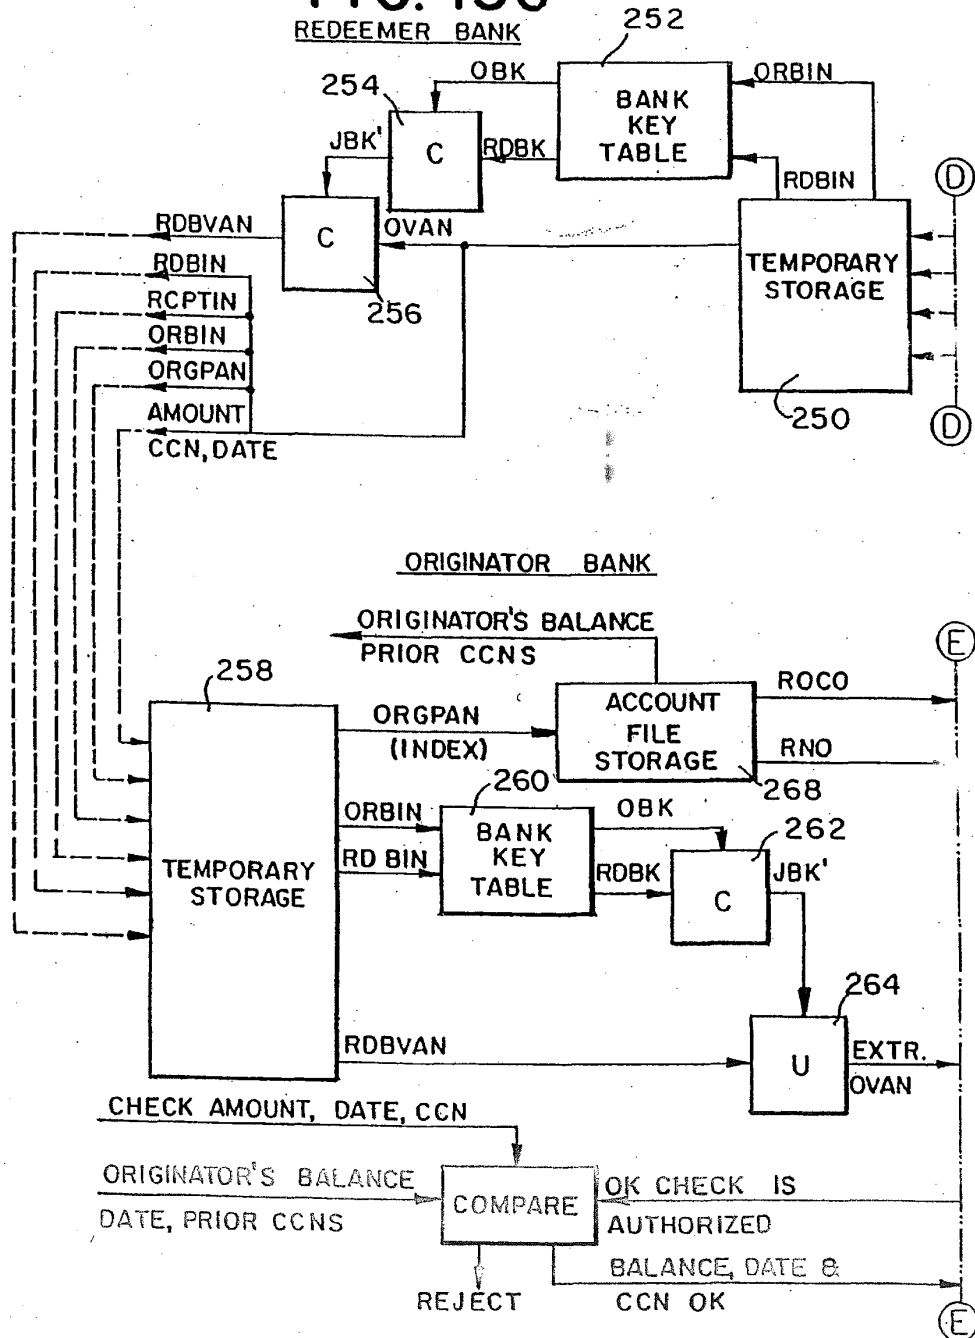 REDEEMER BANK
252
254
OBK
BANK
KEY
TABLE
ORBIN
C
JBK'
RDBK
RDBIN
D
RDBVAN
C
OVAN
TEMPORARY
STORAGE
RDBIN
RCPTIN
256
ORBIN
ORGPAN
AMOUNT
CCN, DATE
250
D
ORIGINATOR BANK
ORIGINATOR'S BALANCE
PRIOR CCNS
E
258
ORGPAN
(INDEX)
ACCOUNT
FILE
STORAGE
ROCO
RNO
268
260
ORBIN
RD BIN
BANK
KEY
TABLE
OBK
RDBK
262
C
JBK'
TEMPORARY
STORAGE
264
RDBVAN
U
EXTR.
OVAN
CHECK AMOUNT, DATE, CCN
ORIGINATOR'S BALANCE
DATE, PRIOR CCNS
COMPARE
OK CHECK IS
AUTHORIZED
BALANCE, DATE &
CCN OK
REJECT
E